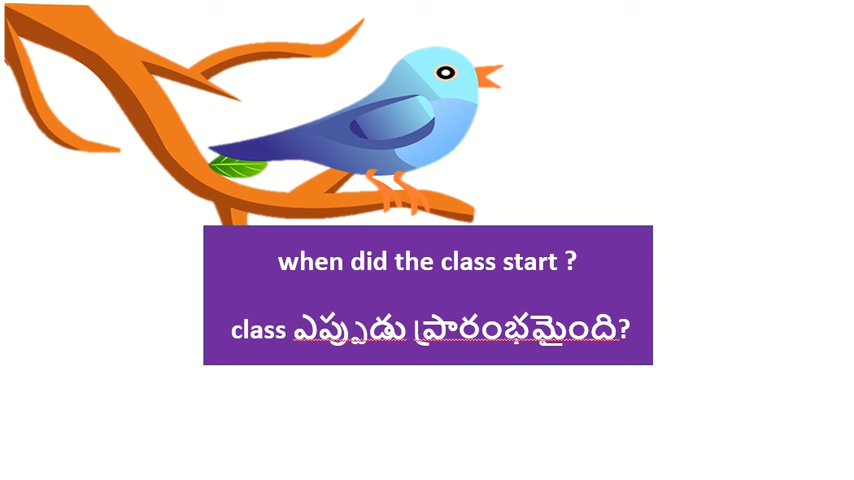 when did the class start ?
class ఎప్పుడు ప్రారంభమైంది?